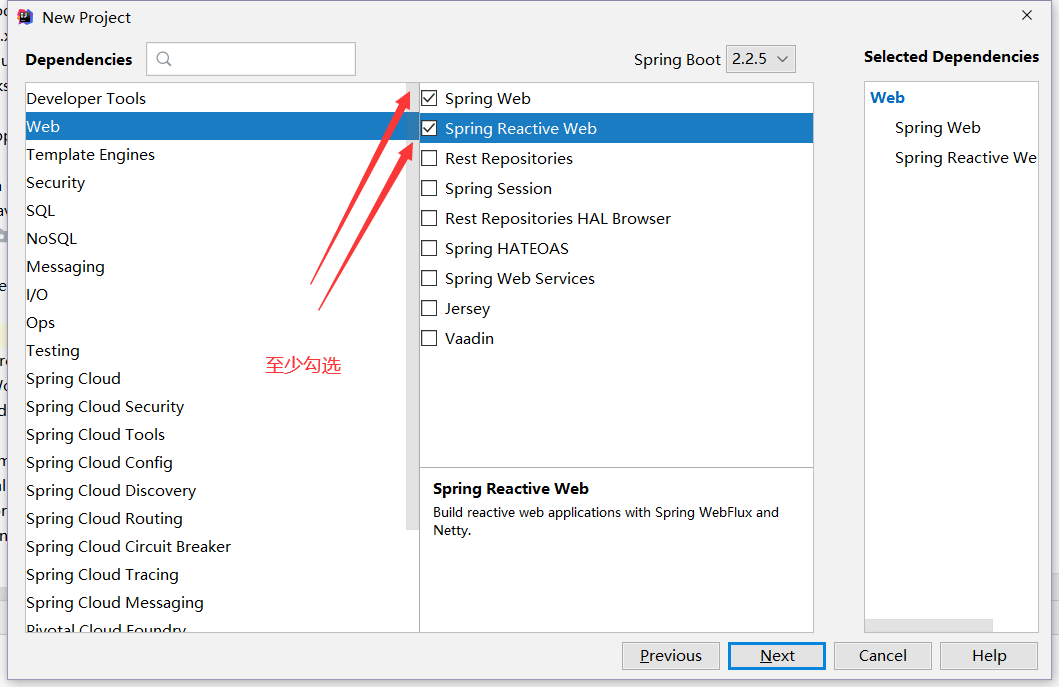 New Project
Dependencies
Spring Boot 2.2.5
Selected Dependencies
Developer Tools
Web
Template Engines
Security
SQL
NoSQL
Messaging
I/O
Ops
Testing
Spring Cloud
Spring Cloud Security
Spring Cloud Tools
Spring Cloud Config
Spring Cloud Discovery
Spring Cloud Routing
Spring Cloud Circuit Breaker
Spring Cloud Tracing
Spring Cloud Messaging
Pivotal Cloud Foundry
至少勾选
Spring Web
Spring Reactive Web
Rest Repositories
Spring Session
Rest Repositories HAL Browser
Spring HATEOAS
Spring Web Services
Jersey
Vaadin
Spring Reactive Web
Build reactive web applications with Spring WebFlux and
Netty.
Web
Spring Web
Spring Reactive We
Previous
Next
Cancel
Help